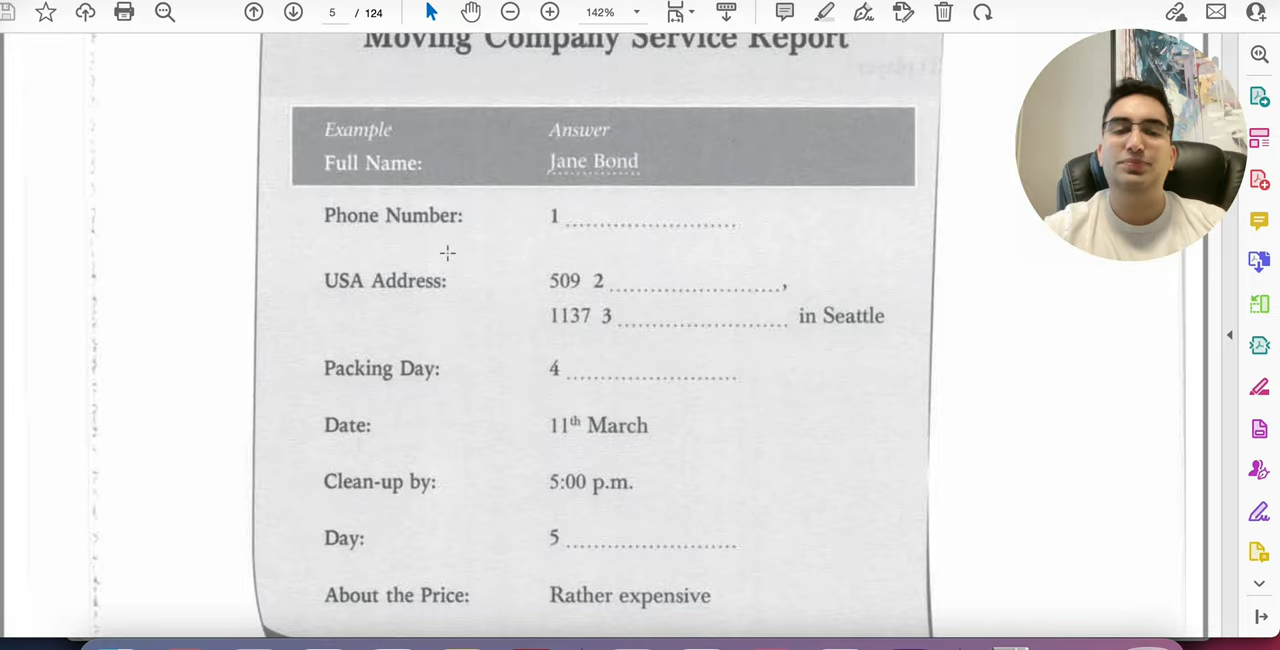 5 / 124 142%
Moving Company Service Report
Example Answer
Full Name: Jane Bond
Phone Number: 1 ........................
USA Address: 509 2 ........................,
1137 3 ........................ in Seattle
Packing Day: 4 ........................
Date: 11th March
Clean-up by: 5:00 p.m.
Day: 5 ........................
About the Price: Rather expensive